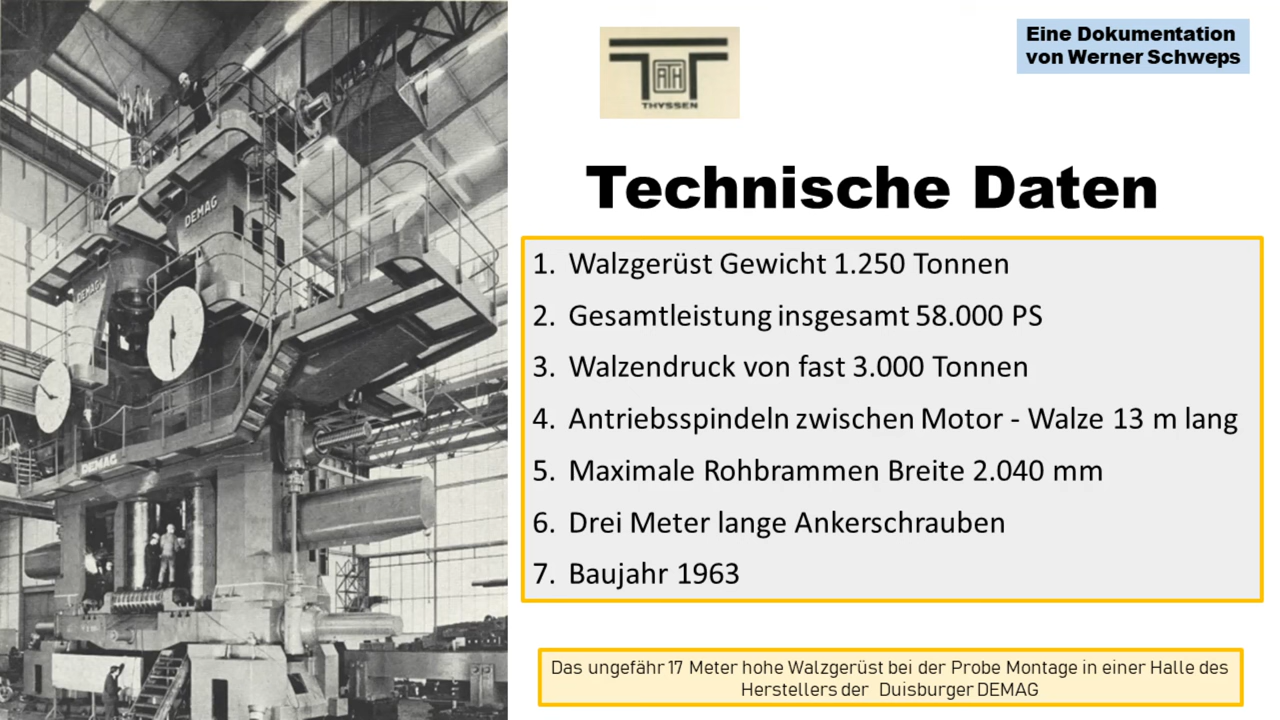 Eine Dokumentation
von Werner Schweps
ATH
THYSSEN
Technische Daten
1. Walzgerüst Gewicht 1.250 Tonnen
2. Gesamtleistung insgesamt 58.000 PS
3. Walzendruck von fast 3.000 Tonnen
4. Antriebsspindeln zwischen Motor - Walze 13 m lang
5. Maximale Rohbrammen Breite 2.040 mm
6. Drei Meter lange Ankerschrauben
7. Baujahr 1963
Das ungefähr 17 Meter hohe Walzgerüst bei der Probe Montage in einer Halle des
Herstellers der Duisburger DEMAG
DEMAG
DEMAG
DEMAG